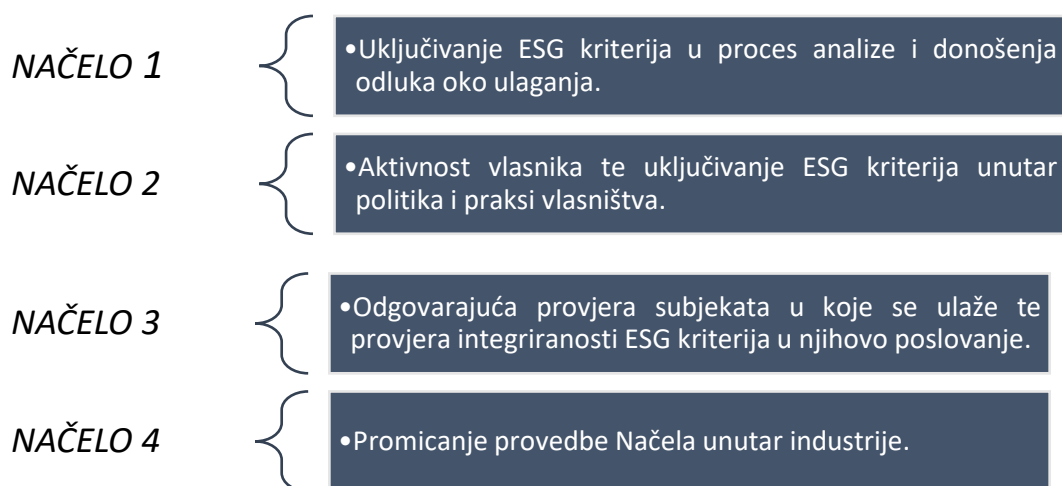 NAČELO 1
•Uključivanje ESG kriterija u proces analize i donošenja
odluka oko ulaganja.
NAČELO 2
•Aktivnost vlasnika te uključivanje ESG kriterija unutar
politika i praksi vlasništva.
NAČELO 3
•Odgovarajuća provjera subjekata u koje se ulaže te
provjera integriranosti ESG kriterija u njihovo poslovanje.
NAČELO 4
•Promicanje provedbe Načela unutar industrije.